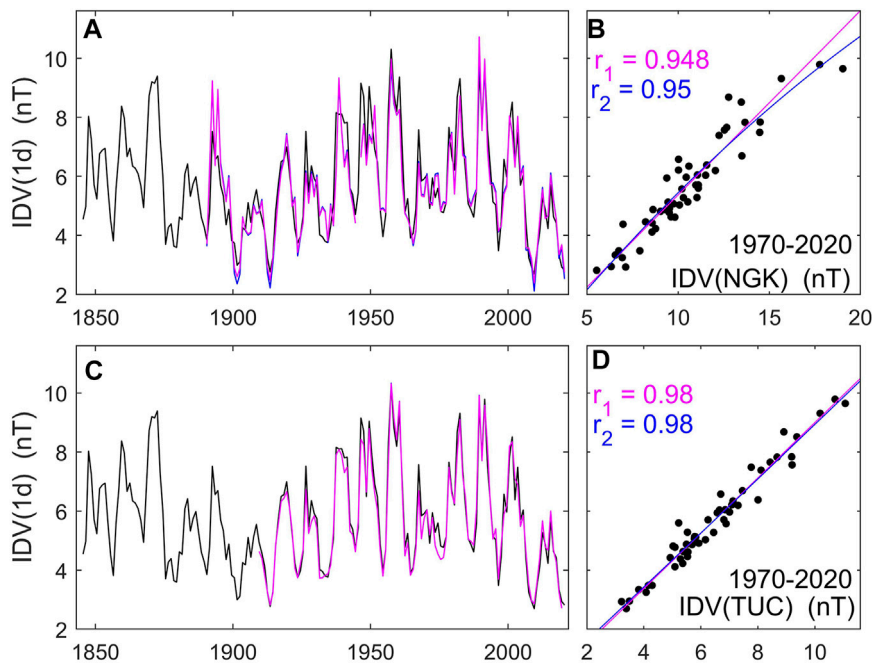 A
IDV(1d) (nT)
10
8
6
4
2
1850 1900 1950 2000
B
r1 = 0.948
r2 = 0.95
1970-2020
IDV(NGK) (nT)
5 10 15 20
C
IDV(1d) (nT)
10
8
6
4
2
1850 1900 1950 2000
D
r1 = 0.98
r2 = 0.98
1970-2020
IDV(TUC) (nT)
2 4 6 8 10